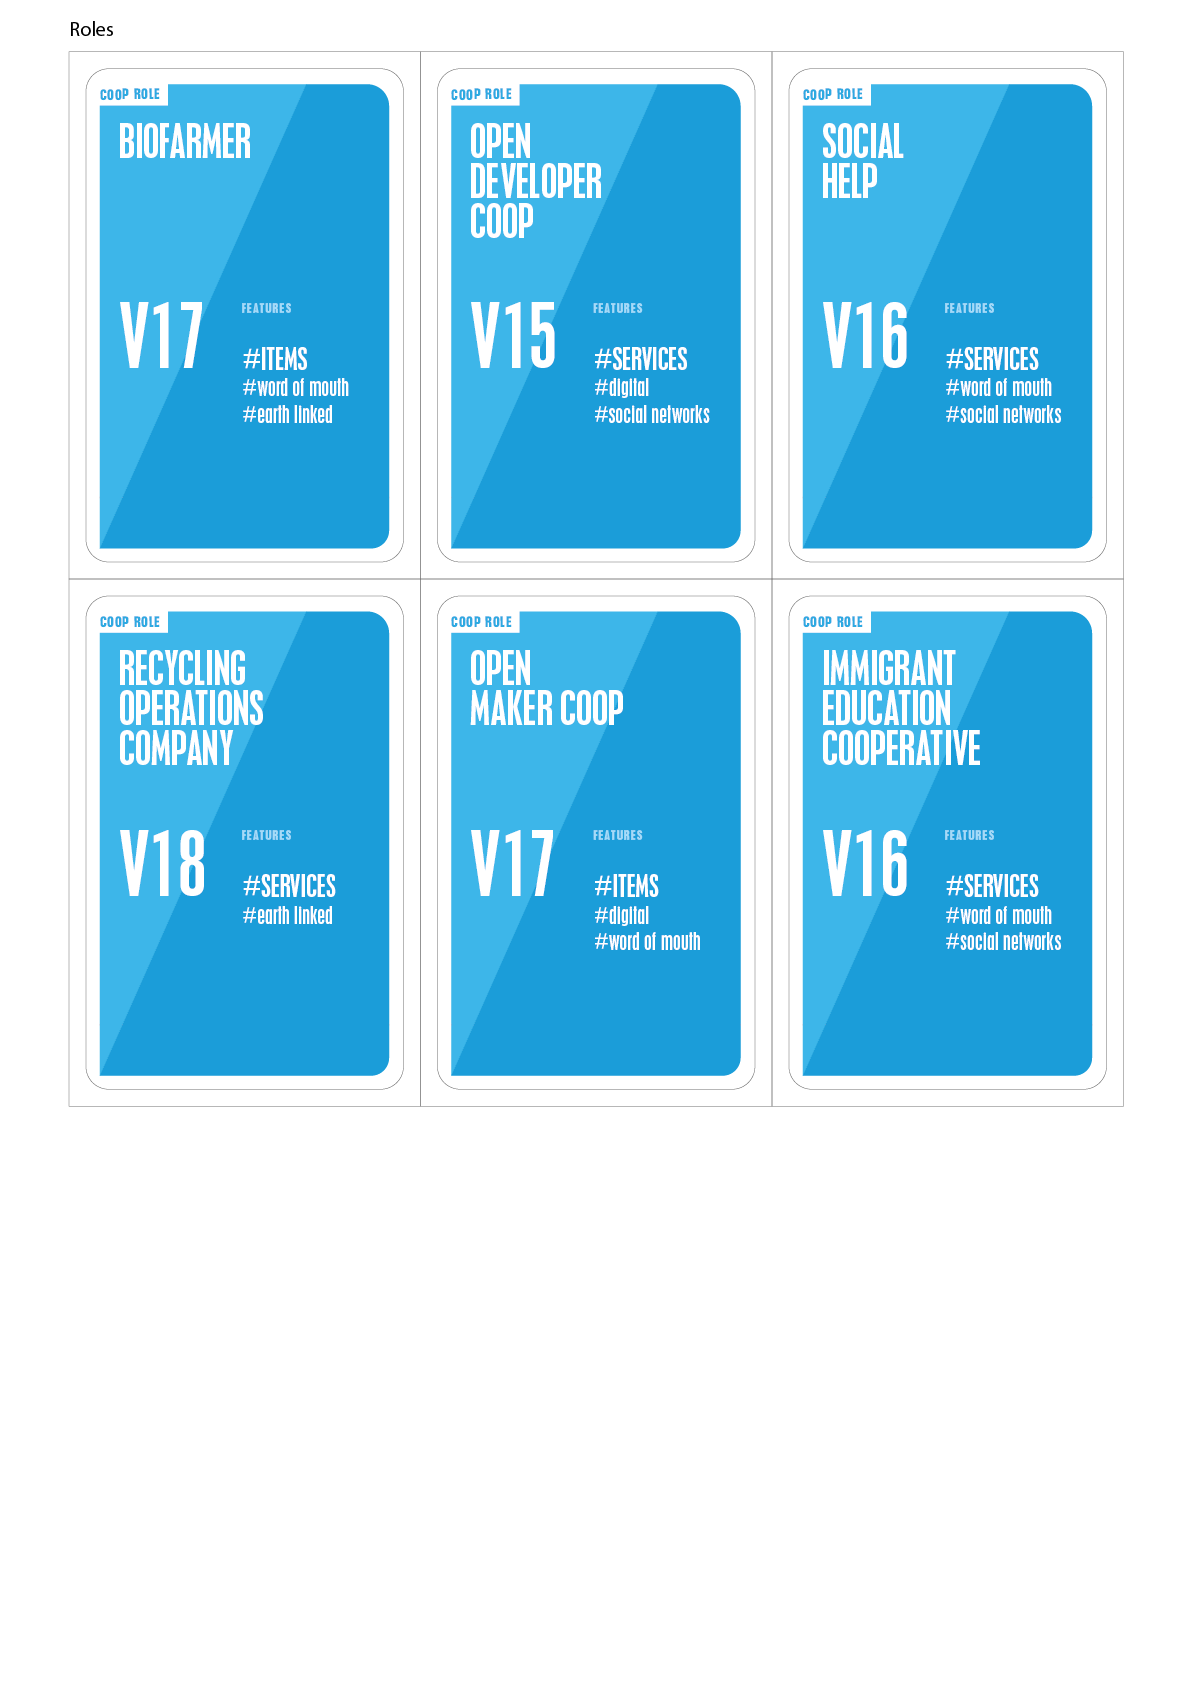 Roles
COOP ROLE
BIOFARMER
V17
FEATURES
#ITEMS
#word of mouth
#earth linked
COOP ROLE
OPEN
DEVELOPER
COOP
V15
FEATURES
#SERVICES
#digital
#social networks
COOP ROLE
SOCIAL
HELP
V16
FEATURES
#SERVICES
#word of mouth
#social networks
COOP ROLE
RECYCLING
OPERATIONS
COMPANY
V18
FEATURES
#SERVICES
#earth linked
COOP ROLE
OPEN
MAKER COOP
V17
FEATURES
#ITEMS
#digital
#word of mouth
COOP ROLE
IMMIGRANT
EDUCATION
COOPERATIVE
V16
FEATURES
#SERVICES
#word of mouth
#social networks